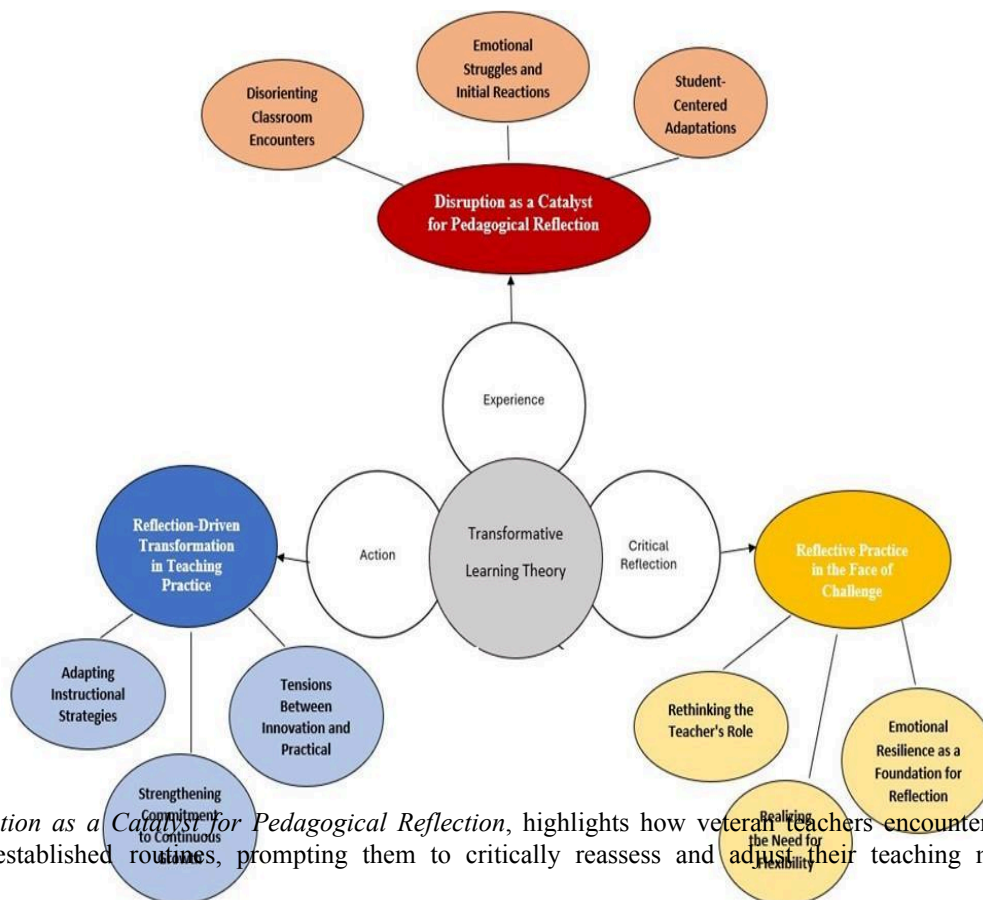 Emotional
Struggles and
Initial Reactions
Disorienting
Classroom
Encounters
Student-
Centered
Adaptations
Disruption as a Catalyst
for Pedagogical Reflection
Experience
Transformative
Learning Theory
Action
Critical
Reflection
Reflection-Driven
Transformation
in Teaching
Practice
Reflective Practice
in the Face of
Challenge
Adapting
Instructional
Strategies
Tensions
Between
Innovation and
Practical
Strengthening
Commitment
to Continuous
Growth
Rethinking the
Teacher's Role
Realizing
the Need for
Flexibility
Emotional
Resilience as a
Foundation for
Reflection
tion as a Catalyst for Pedagogical Reflection, highlights how veteran teachers encounter
established routines, prompting them to critically reassess and adjust their teaching